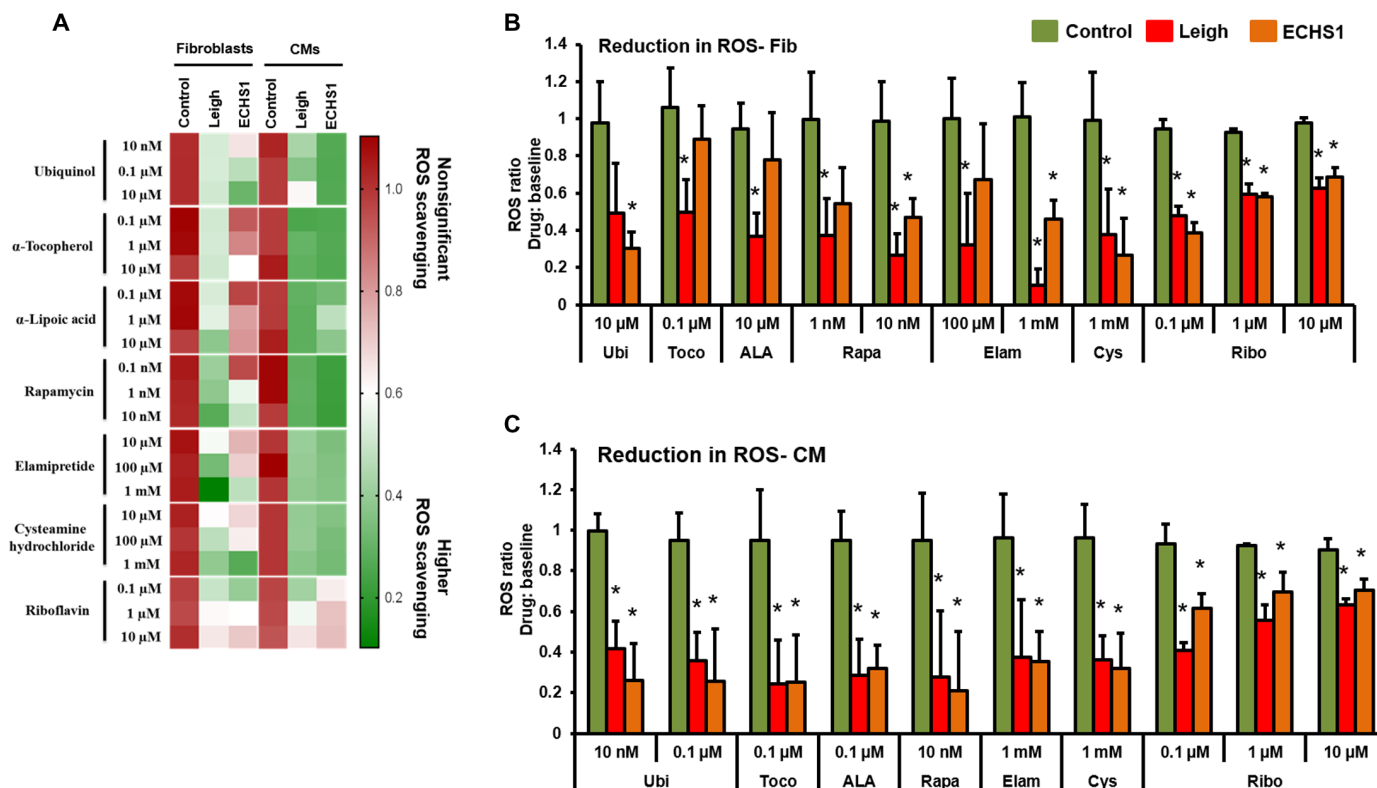 A
Fibroblasts
CMs
Control
Leigh
ECHS1
Control
Leigh
ECHS1
Ubiquinol
10 nM
0.1 µM
10 µM
α-Tocopherol
0.1 µM
1 µM
10 µM
α-Lipoic acid
0.1 µM
1 µM
10 µM
Rapamycin
0.1 nM
1 nM
10 nM
Elamipretide
10 µM
100 µM
1 mM
Cysteamine
hydrochloride
10 µM
100 µM
1 mM
Riboflavin
0.1 µM
1 µM
10 µM
1.0
0.8
0.6
0.4
0.2
Nonsignificant
ROS scavenging
Higher
ROS scavenging
B
Control
Leigh
ECHS1
Reduction in ROS- Fib
ROS ratio
Drug: baseline
1.4
1.2
1
0.8
0.6
0.4
0.2
0
* * * * * * * * * * * * * * * * *
10 µM 0.1 µM 10 µM 1 nM 10 nM 100 µM 1 mM 1 mM 0.1 µM 1 µM 10 µM
Ubi Toco ALA Rapa Elam Cys Ribo
C
Reduction in ROS- CM
ROS ratio
Drug: baseline
1.4
1.2
1
0.8
0.6
0.4
0.2
0
* * * * * * * * * * * * * * * * * * * *
10 nM 0.1 µM 0.1 µM 0.1 µM 10 nM 1 mM 1 mM 0.1 µM 1 µM 10 µM
Ubi Toco ALA Rapa Elam Cys Ribo